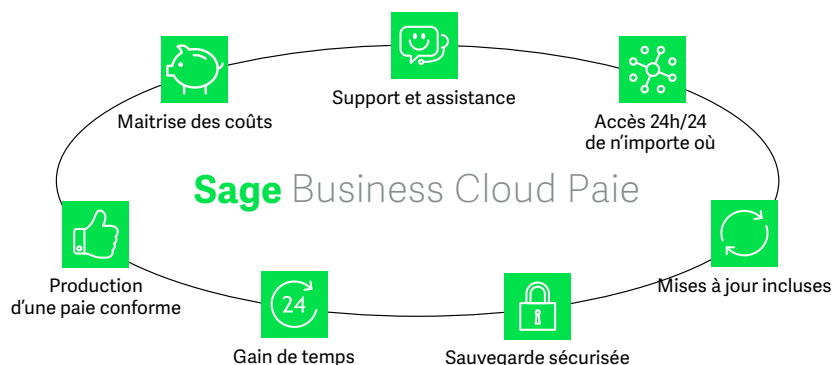 Support et assistance
Maitrise des coûts
Accès 24h/24
de n'importe où
Sage Business Cloud Paie
Production
d'une paie conforme
Mises à jour incluses
24
Gain de temps
Sauvegarde sécurisée